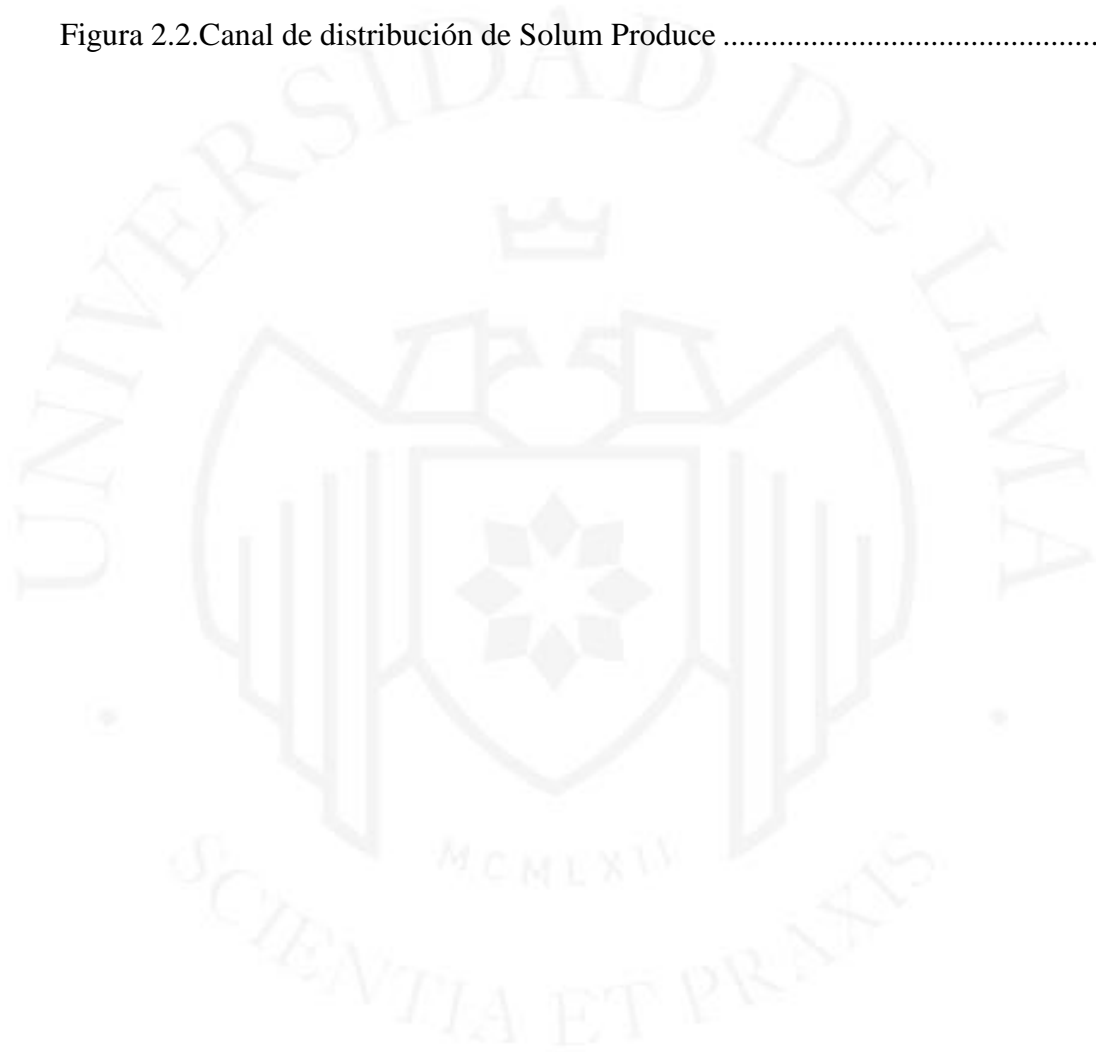 Figura 2.2.Canal de distribución de Solum Produce ...............................................
UNIVERSIDAD DE LIMA
MCMLXII
SCIENTIA ET PRAXIS